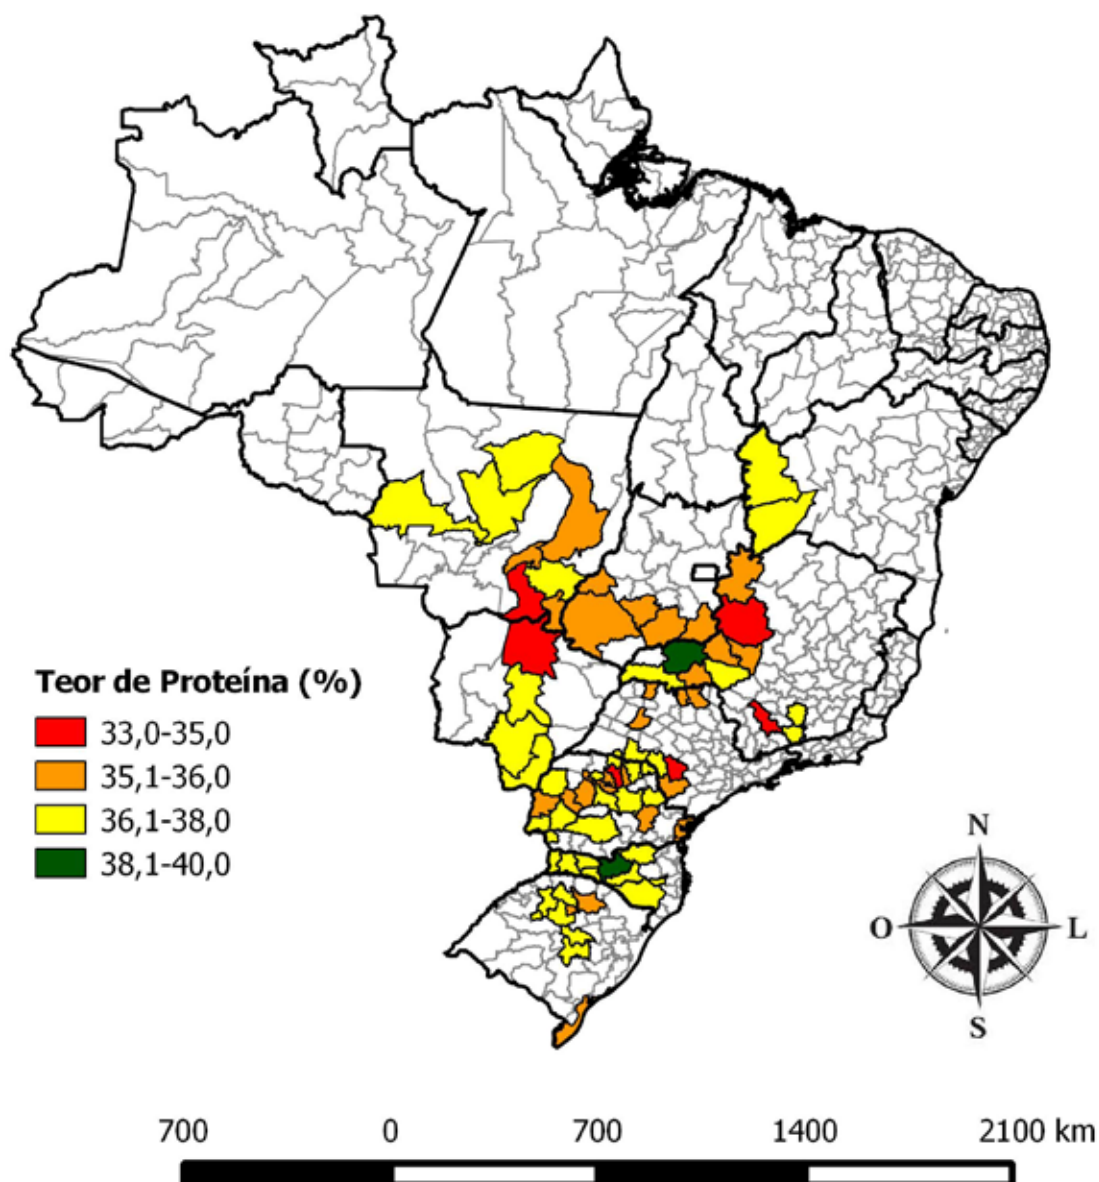 Teor de Proteína (%)
33,0-35,0
35,1-36,0
36,1-38,0
38,1-40,0
N
O
L
S
700 0 700 1400 2100 km